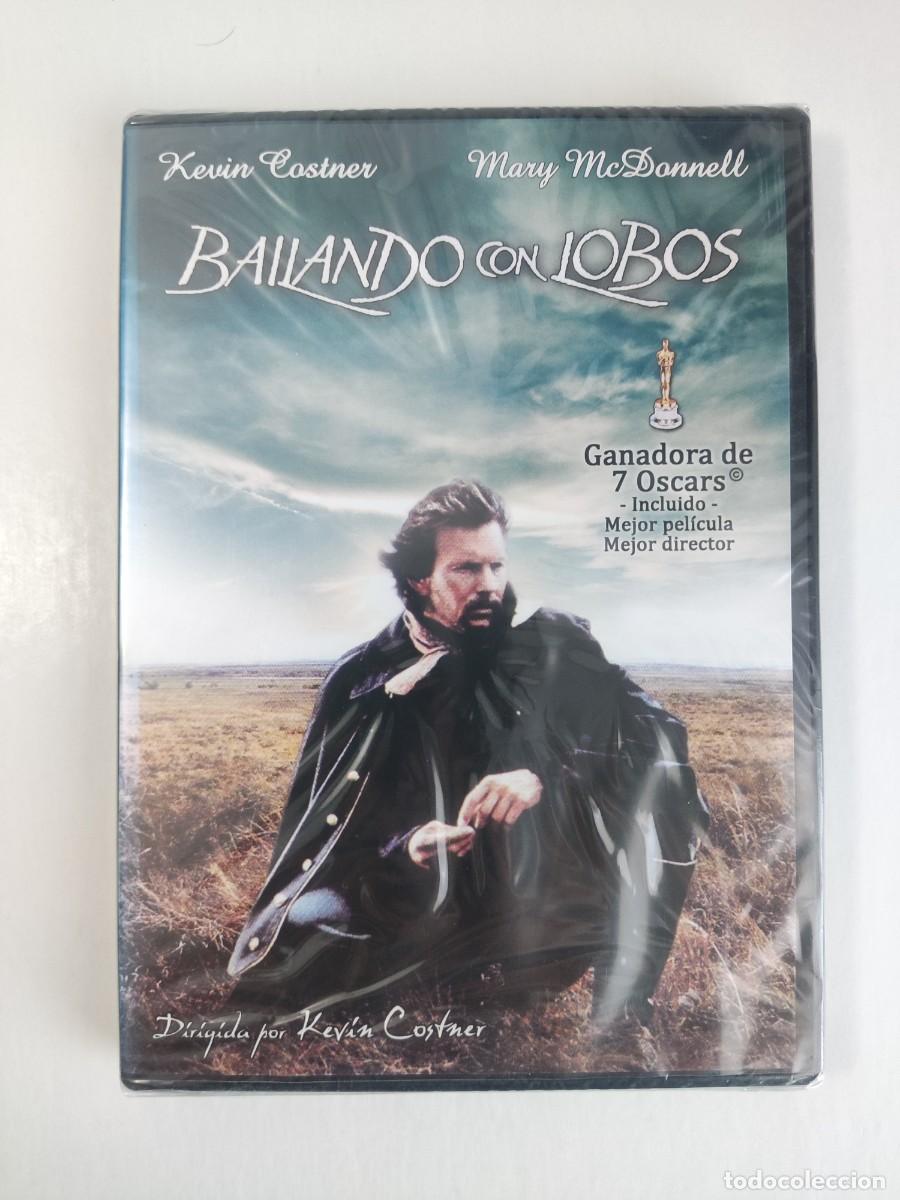 Kevin Costner
Mary McDonnell
BAILANDO CON LOBOS
Ganadora de
7 Oscars©
- Incluido -
Mejor película
Mejor director
Dirigida por Kevin Costner
todocoleccion